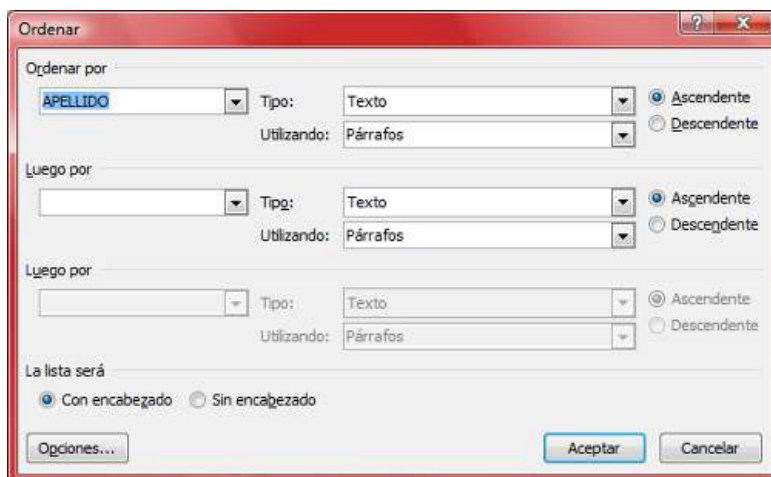 Ordenar
Ordenar por
APELLIDO Tipo: Texto Ascendente
Utilizando: Párrafos Descendente
Luego por
Tipo: Texto Ascendente
Utilizando: Párrafos Descendente
Luego por
Tipo: Texto Ascendente
Utilizando: Párrafos Descendente
La lista será
Con encabezado Sin encabezado
Opciones... Aceptar Cancelar